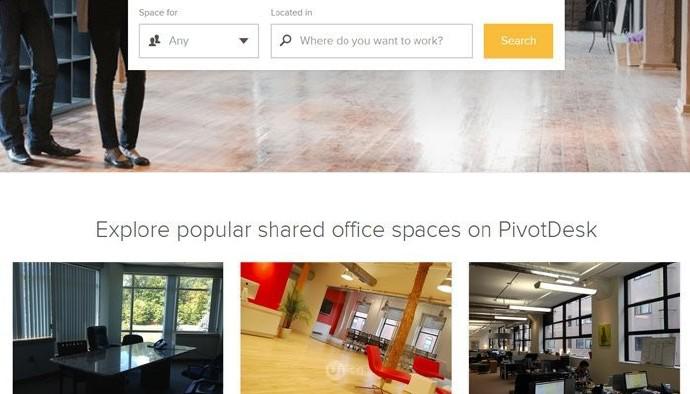 Space for
Located in
Any
Where do you want to work?
Search
Explore popular shared office spaces on PivotDesk